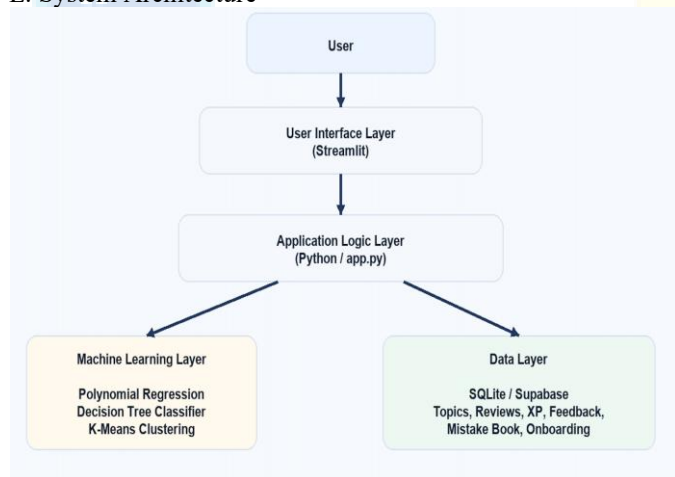 E. System Architecture
User
User Interface Layer
(Streamlit)
Application Logic Layer
(Python / app.py)
Machine Learning Layer
Polynomial Regression
Decision Tree Classifier
K-Means Clustering
Data Layer
SQLite / Supabase
Topics, Reviews, XP, Feedback,
Mistake Book, Onboarding